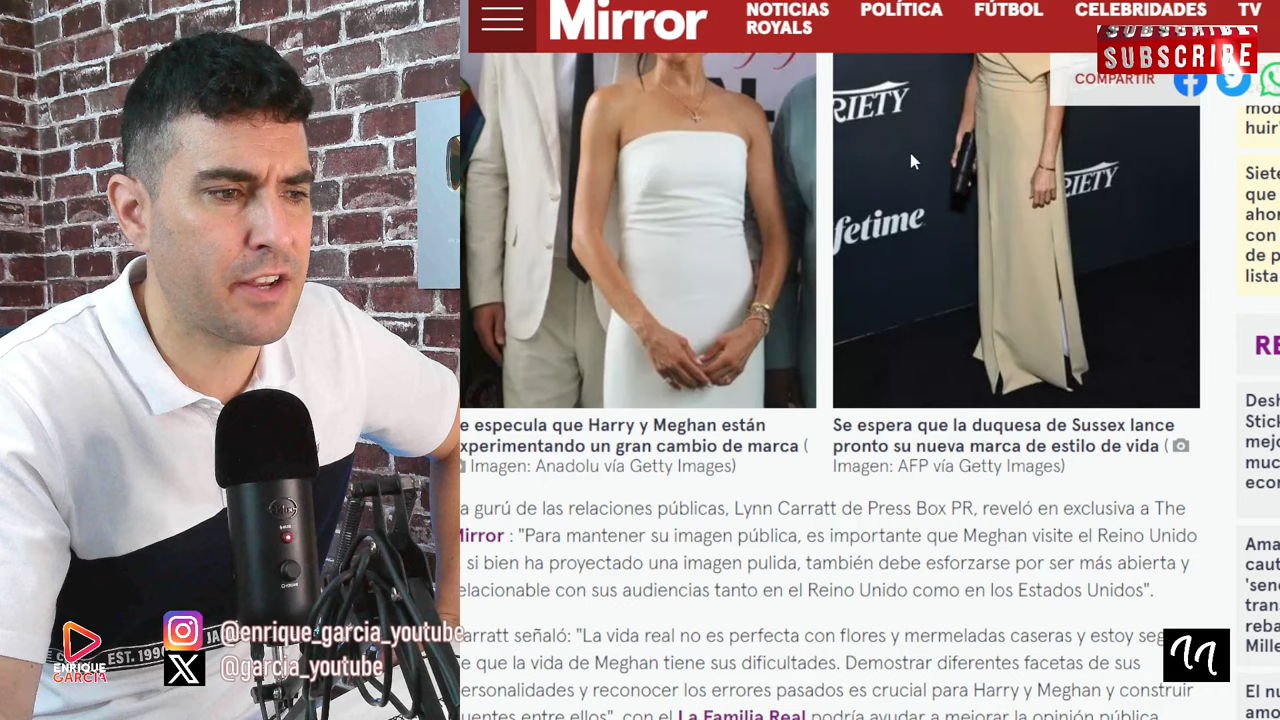 Mirror
NOTICIAS
ROYALS
POLÍTICA
FÚTBOL
CELEBRIDADES
TV
SUBSCRIBE
SUBSCRIBE
COMPARTIR
RIETY
RIETY
fetime
huir'
Siete
que
ahor
con
de p
lista
e especula que Harry y Meghan están
xperimentando un gran cambio de marca (
Imagen: Anadolu vía Getty Images)
Se espera que la duquesa de Sussex lance
pronto su nueva marca de estilo de vida (
Imagen: AFP vía Getty Images)
a gurú de las relaciones públicas, Lynn Carratt de Press Box PR, reveló en exclusiva a The
Mirror : "Para mantener su imagen pública, es importante que Meghan visite el Reino Unido
si bien ha proyectado una imagen pulida, también debe esforzarse por ser más abierta y
elacionable con sus audiencias tanto en el Reino Unido como en los Estados Unidos".
arratt señaló: "La vida real no es perfecta con flores y mermeladas caseras y estoy seg
e que la vida de Meghan tiene sus dificultades. Demostrar diferentes facetas de sus
ersonalidades y reconocer los errores pasados es crucial para Harry y Meghan y construir
uentes entre ellos", con el La Familia Real podría ayudar a mejorar la opinión pública
RE
Desh
Stick
mejo
muc
econ
Ama
caut
'sen
tran
reba
Mille
El nu
amo
@enrique_garcia_youtube
@garcia_youtube
ENRIQUE
GARCIA
EST. 199
JA
blue